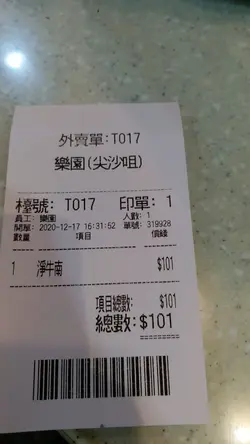 外賣單:T017
樂園(尖沙咀)
檯號: T017 印單: 1
員工: 樂園 人數: 1
開單: 2020-12-17 16:31:52 單號: 319928
數量 項目 價錢
1 淨牛南 $101
項目總數: $101
總數:$101